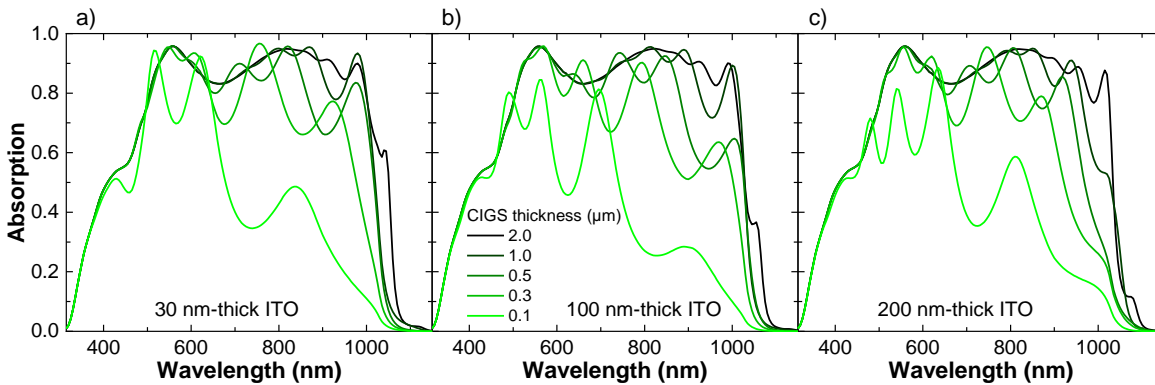 a)
b)
c)
Absorption
1.0
0.8
0.6
0.4
0.2
0.0
CIGS thickness (µm)
2.0
1.0
0.5
0.3
0.1
30 nm-thick ITO
100 nm-thick ITO
200 nm-thick ITO
400 600 800 1000
400 600 800 1000
400 600 800 1000
Wavelength (nm)
Wavelength (nm)
Wavelength (nm)